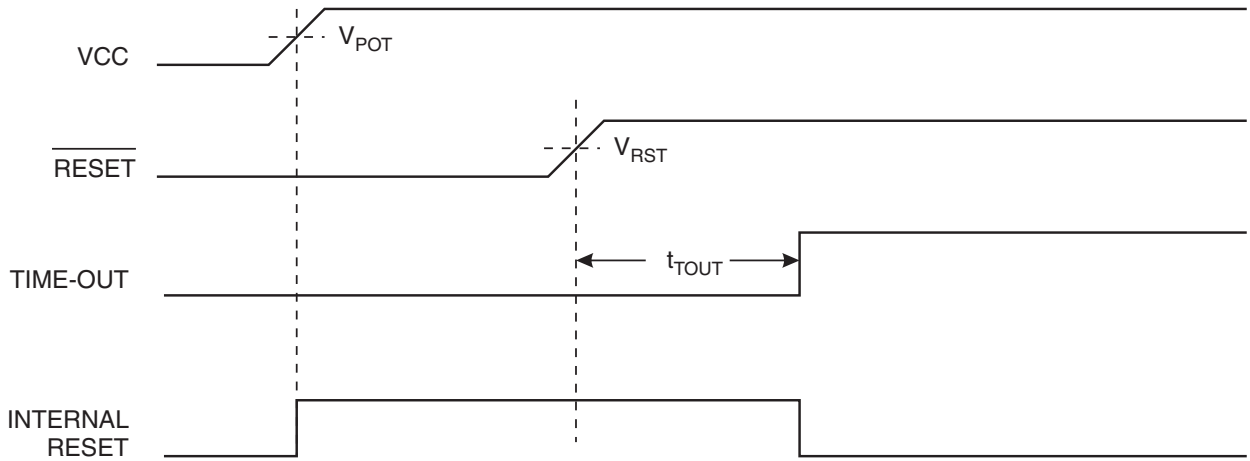 VCC
V_POT
RESET
V_RST
TIME-OUT
t_TOUT
INTERNAL
RESET